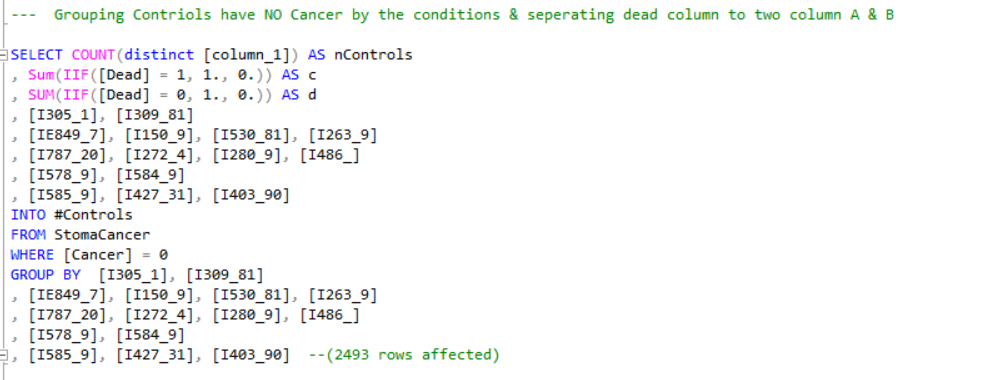 --- Grouping Contriols have NO Cancer by the conditions & seperating dead column to two column A & B
SELECT COUNT(distinct [column_1]) AS nControls
, Sum(IIF([Dead] = 1, 1., 0.)) AS c
, SUM(IIF([Dead] = 0, 1., 0.)) AS d
, [I305_1], [I309_81]
, [IE849_7], [I150_9], [I530_81], [I263_9]
, [I787_20], [I272_4], [I280_9], [I486_]
, [I578_9], [I584_9]
, [I585_9], [I427_31], [I403_90]
INTO #Controls
FROM StomaCancer
WHERE [Cancer] = 0
GROUP BY [I305_1], [I309_81]
, [IE849_7], [I150_9], [I530_81], [I263_9]
, [I787_20], [I272_4], [I280_9], [I486_]
, [I578_9], [I584_9]
, [I585_9], [I427_31], [I403_90] --(2493 rows affected)